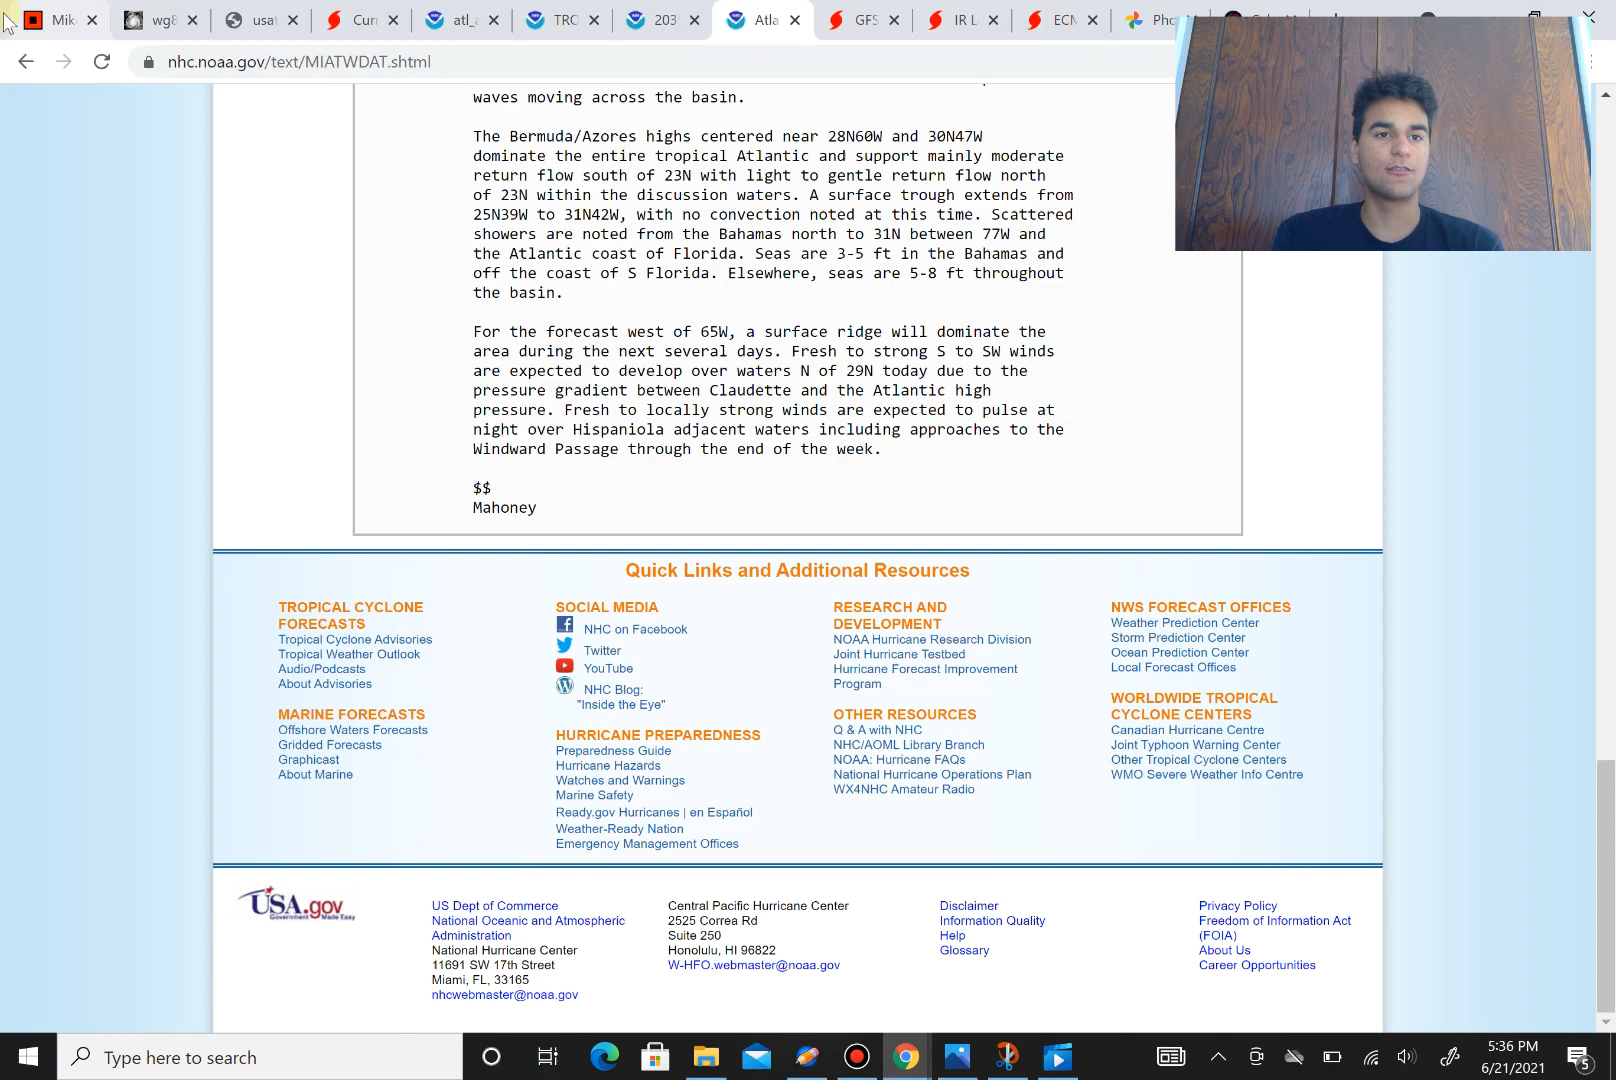 Mik
wg8
usat
Curr
atl_
TRO
203
Atla
GFS
IR L
ECM
Pho
nhc.noaa.gov/text/MIATWDAT.shtml
waves moving across the basin.
The Bermuda/Azores highs centered near 28N60W and 30N47W
dominate the entire tropical Atlantic and support mainly moderate
return flow south of 23N with light to gentle return flow north
of 23N within the discussion waters. A surface trough extends from
25N39W to 31N42W, with no convection noted at this time. Scattered
showers are noted from the Bahamas north to 31N between 77W and
the Atlantic coast of Florida. Seas are 3-5 ft in the Bahamas and
off the coast of S Florida. Elsewhere, seas are 5-8 ft throughout
the basin.
For the forecast west of 65W, a surface ridge will dominate the
area during the next several days. Fresh to strong S to SW winds
are expected to develop over waters N of 29N today due to the
pressure gradient between Claudette and the Atlantic high
pressure. Fresh to locally strong winds are expected to pulse at
night over Hispaniola adjacent waters including approaches to the
Windward Passage through the end of the week.
$$
Mahoney
Quick Links and Additional Resources
TROPICAL CYCLONE
FORECASTS
Tropical Cyclone Advisories
Tropical Weather Outlook
Audio/Podcasts
About Advisories
MARINE FORECASTS
Offshore Waters Forecasts
Gridded Forecasts
Graphicast
About Marine
SOCIAL MEDIA
NHC on Facebook
Twitter
YouTube
NHC Blog:
"Inside the Eye"
HURRICANE PREPAREDNESS
Preparedness Guide
Hurricane Hazards
Watches and Warnings
Marine Safety
Ready.gov Hurricanes | en Español
Weather-Ready Nation
Emergency Management Offices
RESEARCH AND
DEVELOPMENT
NOAA Hurricane Research Division
Joint Hurricane Testbed
Hurricane Forecast Improvement
Program
OTHER RESOURCES
Q & A with NHC
NHC/AOML Library Branch
NOAA: Hurricane FAQs
National Hurricane Operations Plan
WX4NHC Amateur Radio
NWS FORECAST OFFICES
Weather Prediction Center
Storm Prediction Center
Ocean Prediction Center
Local Forecast Offices
WORLDWIDE TROPICAL
CYCLONE CENTERS
Canadian Hurricane Centre
Joint Typhoon Warning Center
Other Tropical Cyclone Centers
WMO Severe Weather Info Centre
USA.gov
Government Made Easy
US Dept of Commerce
National Oceanic and Atmospheric
Administration
National Hurricane Center
11691 SW 17th Street
Miami, FL, 33165
nhcwebmaster@noaa.gov
Central Pacific Hurricane Center
2525 Correa Rd
Suite 250
Honolulu, HI 96822
W-HFO.webmaster@noaa.gov
Disclaimer
Information Quality
Help
Glossary
Privacy Policy
Freedom of Information Act
(FOIA)
About Us
Career Opportunities
Type here to search
5:36 PM
6/21/2021
5